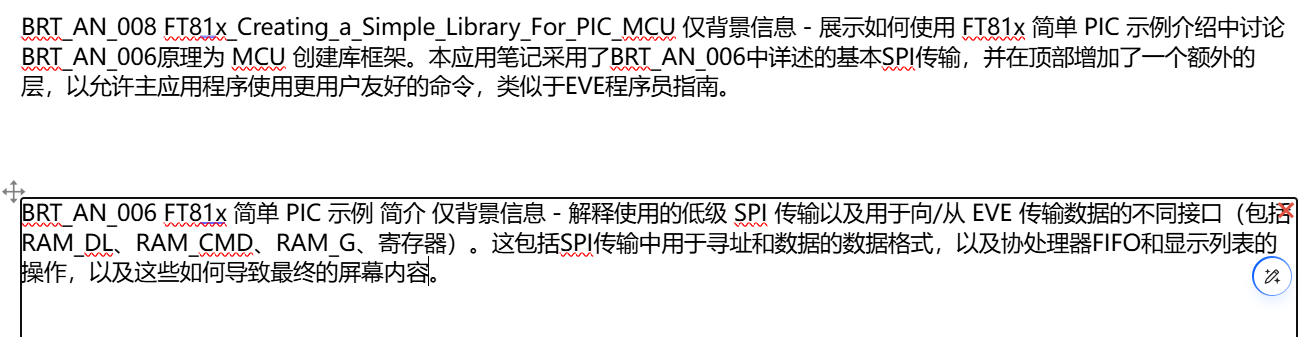 BRT_AN_008 FT81x_Creating_a_Simple_Library_For_PIC_MCU 仅背景信息 - 展示如何使用 FT81x 简单 PIC 示例介绍中讨论
BRT_AN_006原理为 MCU 创建库框架。本应用笔记采用了BRT_AN_006中详述的基本SPI传输，并在顶部增加了一个额外的
层，以允许主应用程序使用更用户友好的命令，类似于EVE程序员指南。
BRT_AN_006 FT81x 简单 PIC 示例 简介 仅背景信息 - 解释使用的低级 SPI 传输以及用于向/从 EVE 传输数据的不同接口（包括
RAM_DL、RAM_CMD、RAM_G、寄存器）。这包括SPI传输中用于寻址和数据的数据格式，以及协处理器FIFO和显示列表的
操作，以及这些如何导致最终的屏幕内容。